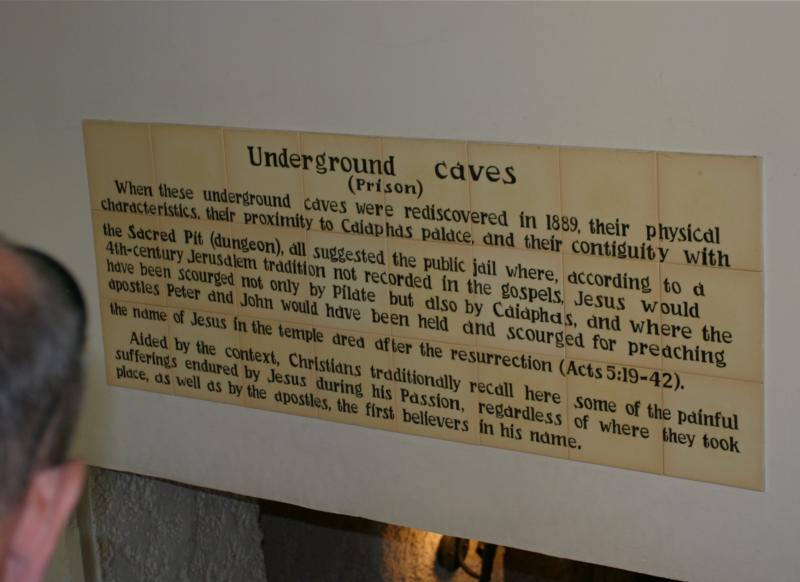 Underground caves
(Prison)
When these underground caves were rediscovered in 1889, their physical
characteristics, their proximity to Caiaphas palace, and their contiguity with
the Sacred Pit (dungeon), all suggested the public jail where, according to a
4th-century Jerusalem tradition not recorded in the gospels, Jesus would
have been scourged not only by Pilate but also by Caiaphas, and where the
apostles Peter and John would have been held and scourged for preaching
the name of Jesus in the temple area after the resurrection (Acts 5:19-42).
Aided by the context, Christians traditionally recall here some of the painful
sufferings endured by Jesus during his Passion, regardless of where they took
place, as well as by the apostles, the first believers in his name.